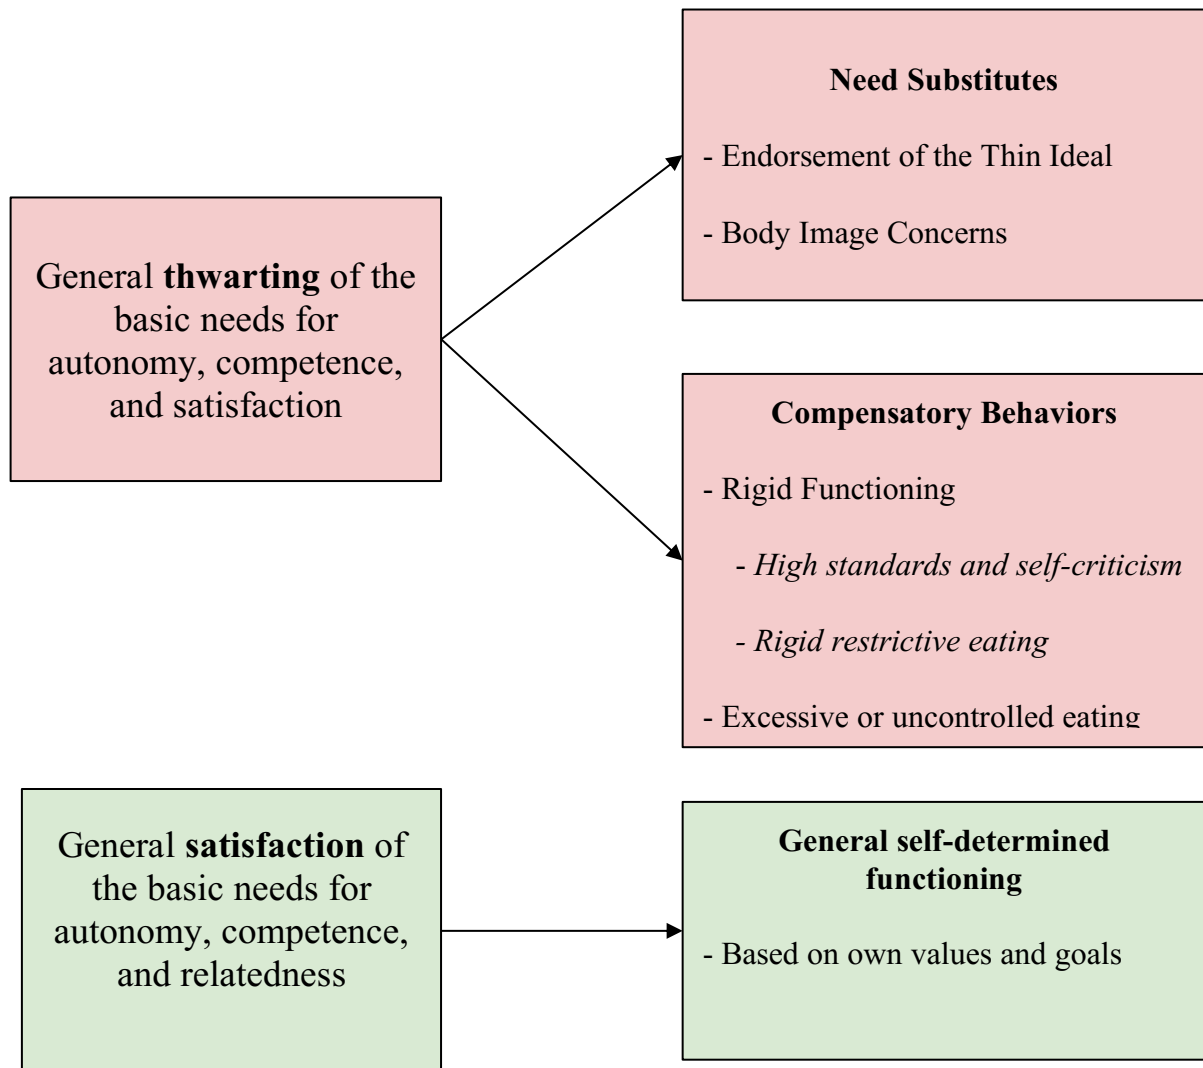 Need Substitutes
- Endorsement of the Thin Ideal
- Body Image Concerns
General thwarting of the
basic needs for
autonomy, competence,
and satisfaction
Compensatory Behaviors
- Rigid Functioning
- High standards and self-criticism
- Rigid restrictive eating
- Excessive or uncontrolled eating
General satisfaction of
the basic needs for
autonomy, competence,
and relatedness
General self-determined
functioning
- Based on own values and goals